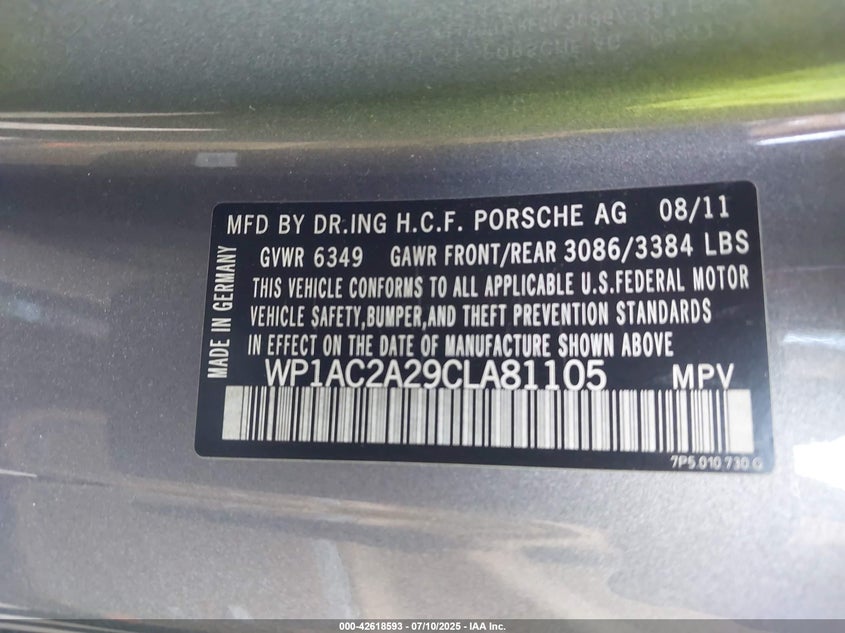 MFD BY DR.ING H.C.F. PORSCHE AG 08/11
GVWR 6349 GAWR FRONT/REAR 3086/3384 LBS
THIS VEHICLE CONFORMS TO ALL APPLICABLE U.S.FEDERAL MOTOR
VEHICLE SAFETY,BUMPER,AND THEFT PREVENTION STANDARDS
IN EFFECT ON THE DATE OF MANUFACTURE SHOWN ABOVE
MADE IN GERMANY
WP1AC2A29CLA81105 MPV
7P5.010.730.G
000-42618593 / 07/10/2025 - IAA Inc.